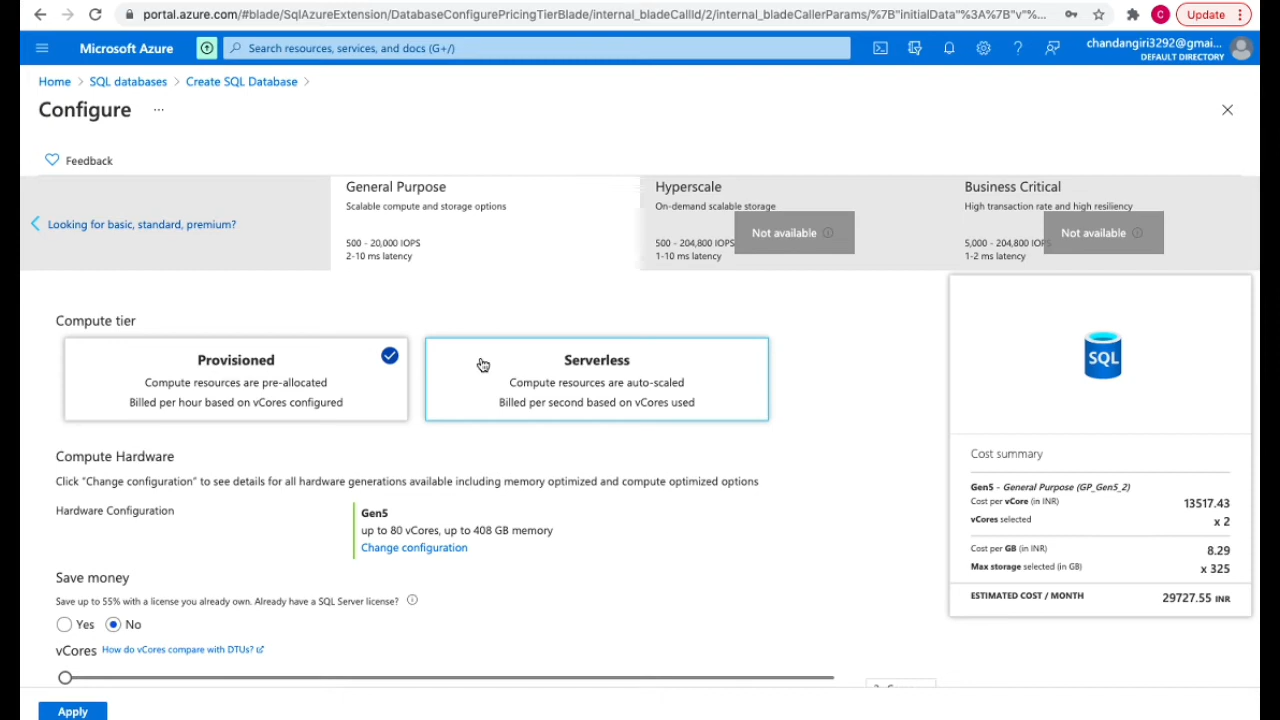 portal.azure.com/#blade/SqlAzureExtension/DatabaseConfigurePricingTierBlade/internal_bladeCallId/2/internal_bladeCallerParams/%7B"initialData"%3A%7B"v"%...
C
Update
Microsoft Azure
Search resources, services, and docs (G+/)
chandangiri3292@gmai...
DEFAULT DIRECTORY
Home > SQL databases > Create SQL Database >
Configure ...
Feedback
Looking for basic, standard, premium?
General Purpose
Scalable compute and storage options
500 - 20,000 IOPS
2-10 ms latency
Hyperscale
On-demand scalable storage
500 - 204,800 IOPS
1-10 ms latency
Not available
Business Critical
High transaction rate and high resiliency
5,000 - 204,800 IOPS
1-2 ms latency
Not available
Compute tier
Provisioned
Compute resources are pre-allocated
Billed per hour based on vCores configured
Serverless
Compute resources are auto-scaled
Billed per second based on vCores used
Compute Hardware
Click "Change configuration" to see details for all hardware generations available including memory optimized and compute optimized options
Hardware Configuration
Gen5
up to 80 vCores, up to 408 GB memory
Change configuration
Save money
Save up to 55% with a license you already own. Already have a SQL Server license?
Yes No
vCores How do vCores compare with DTUs?
Apply
SQL
Cost summary
Gen5 - General Purpose (GP_Gen5_2)
Cost per vCore (in INR) 13517.43
vCores selected x 2
Cost per GB (in INR) 8.29
Max storage selected (in GB) x 325
ESTIMATED COST / MONTH 29727.55 INR